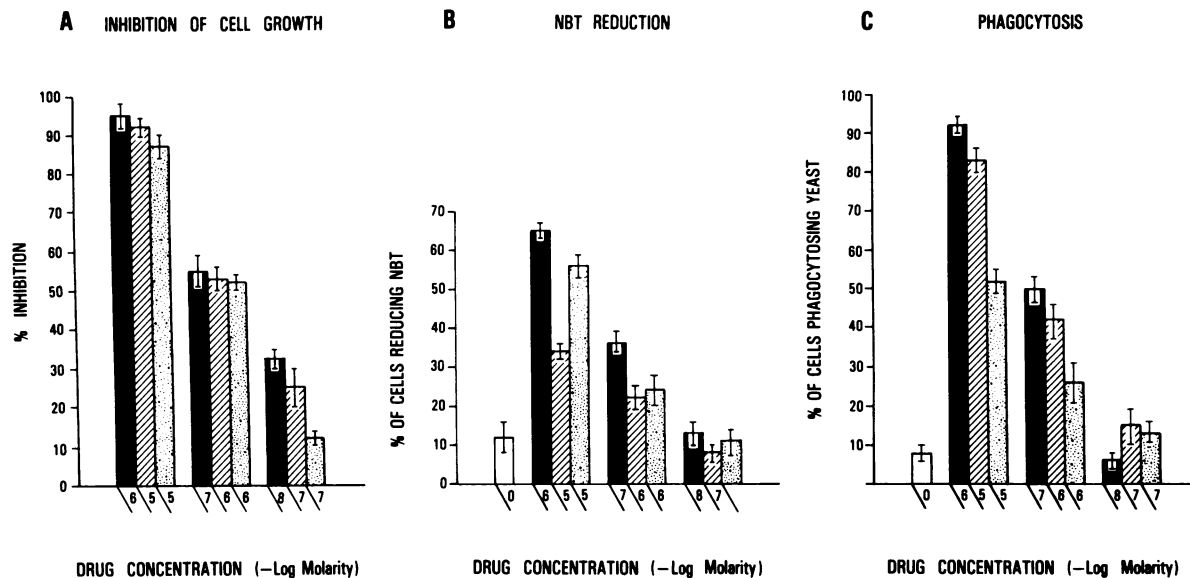 A INHIBITION OF CELL GROWTH
B NBT REDUCTION
C PHAGOCYTOSIS
% INHIBITION
100
90
80
70
60
50
40
30
20
10
0
6 5 5 7 6 6 8 7 7
DRUG CONCENTRATION (−Log Molarity)
% OF CELLS REDUCING NBT
70
60
50
40
30
20
10
0
0 6 5 5 7 6 6 8 7
DRUG CONCENTRATION (−Log Molarity)
% OF CELLS PHAGOCYTOSING YEAST
100
90
80
70
60
50
40
30
20
10
0 6 5 5 7 6 6 8 7 7
DRUG CONCENTRATION (−Log Molarity)